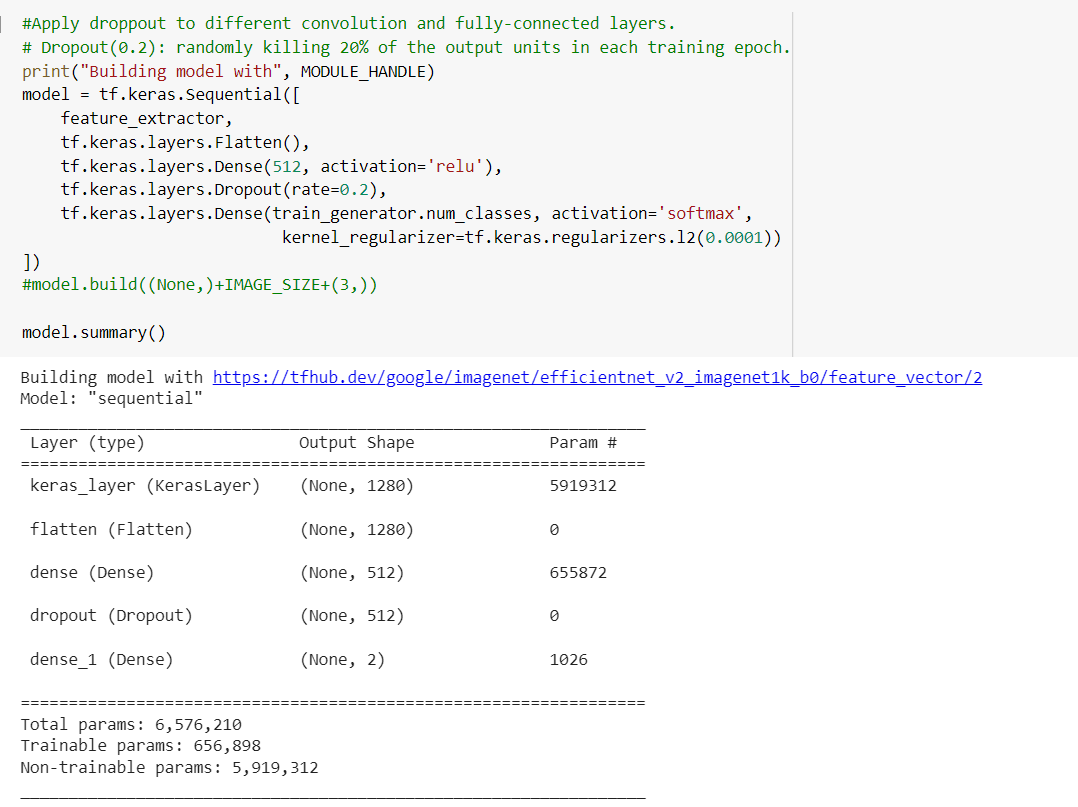 #Apply droppout to different convolution and fully-connected layers.
# Dropout(0.2): randomly killing 20% of the output units in each training epoch.
print("Building model with", MODULE_HANDLE)
model = tf.keras.Sequential([
    feature_extractor,
    tf.keras.layers.Flatten(),
    tf.keras.layers.Dense(512, activation='relu'),
    tf.keras.layers.Dropout(rate=0.2),
    tf.keras.layers.Dense(train_generator.num_classes, activation='softmax',
                           kernel_regularizer=tf.keras.regularizers.l2(0.0001))
])
#model.build((None,)+IMAGE_SIZE+(3,))
model.summary()
Building model with https://tfhub.dev/google/imagenet/efficientnet_v2_imagenet1k_b0/feature_vector/2
Model: "sequential"
_________________________________________________________________
 Layer (type)                Output Shape              Param #
=================================================================
 keras_layer (KerasLayer)    (None, 1280)              5919312
 flatten (Flatten)           (None, 1280)              0
 dense (Dense)               (None, 512)               655872
 dropout (Dropout)           (None, 512)               0
 dense_1 (Dense)             (None, 2)                 1026
=================================================================
Total params: 6,576,210
Trainable params: 656,898
Non-trainable params: 5,919,312
_________________________________________________________________